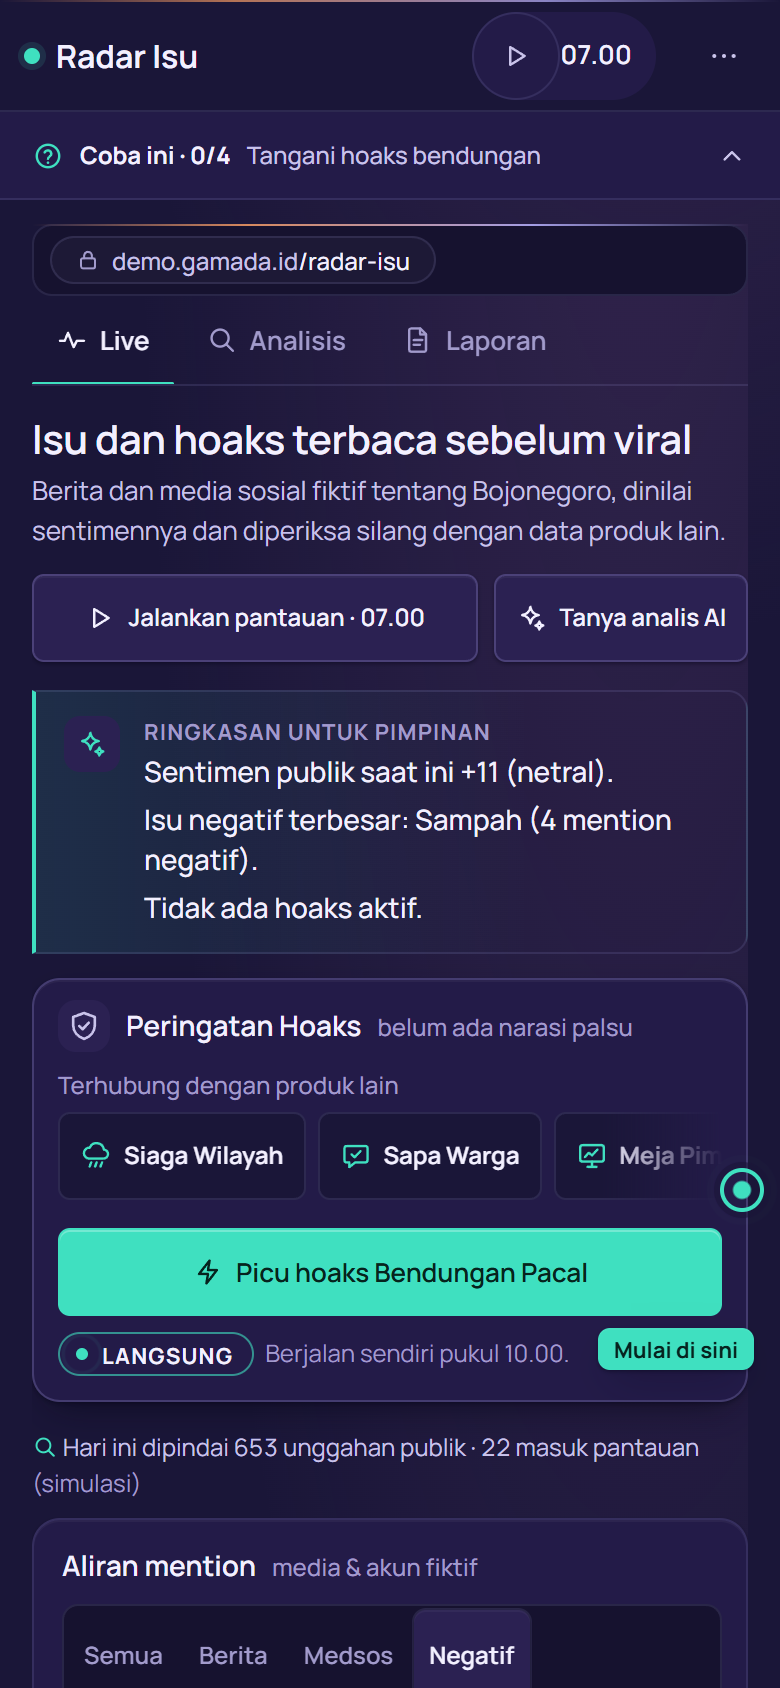 Radar Isu
07.00
Coba ini · 0/4 Tangani hoaks bendungan
demo.gamada.id/radar-isu
Live Analisis Laporan
Isu dan hoaks terbaca sebelum viral
Berita dan media sosial fiktif tentang Bojonegoro, dinilai
sentimennya dan diperiksa silang dengan data produk lain.
Jalankan pantauan · 07.00 Tanya analis AI
RINGKASAN UNTUK PIMPINAN
Sentimen publik saat ini +11 (netral).
Isu negatif terbesar: Sampah (4 mention
negatif).
Tidak ada hoaks aktif.
Peringatan Hoaks belum ada narasi palsu
Terhubung dengan produk lain
Siaga Wilayah Sapa Warga Meja Pim
Picu hoaks Bendungan Pacal
LANGSUNG Berjalan sendiri pukul 10.00. Mulai di sini
Hari ini dipindai 653 unggahan publik · 22 masuk pantauan
(simulasi)
Aliran mention media & akun fiktif
Semua Berita Medsos Negatif